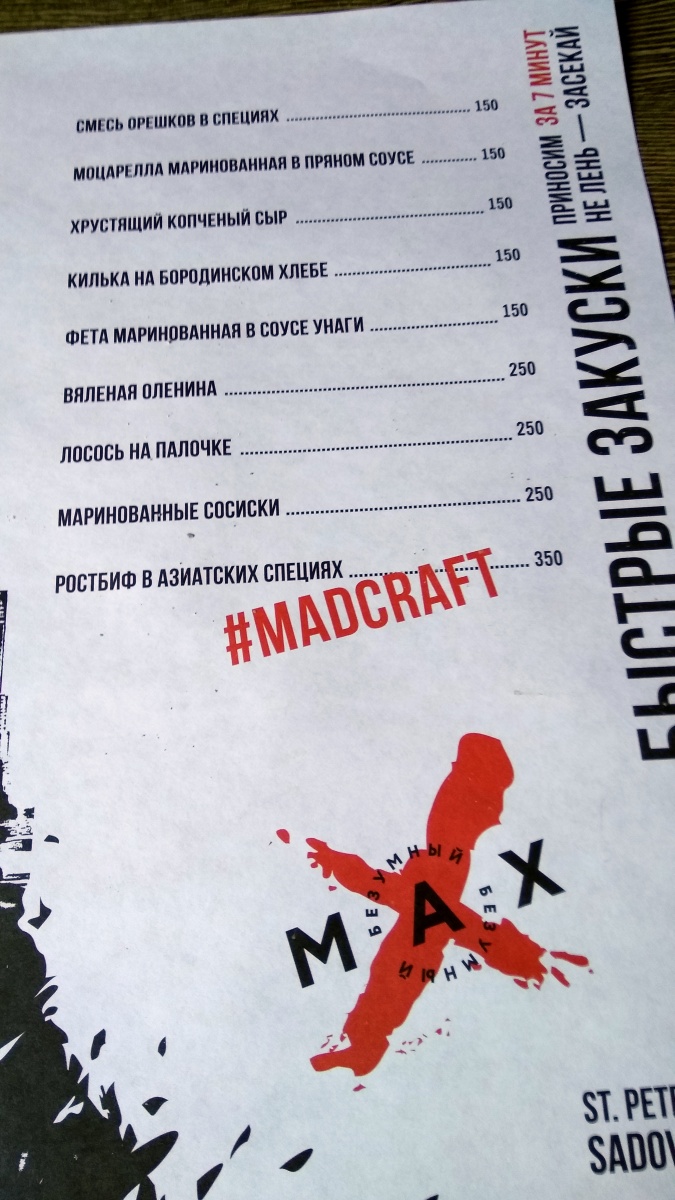 СМЕСЬ ОРЕШКОВ В СПЕЦИЯХ 150
МОЦАРЕЛЛА МАРИНОВАННАЯ В ПРЯНОМ СОУСЕ 150
ХРУСТЯЩИЙ КОПЧЕНЫЙ СЫР 150
КИЛЬКА НА БОРОДИНСКОМ ХЛЕБЕ 150
ФЕТА МАРИНОВАННАЯ В СОУСЕ УНАГИ 150
ВЯЛЕНАЯ ОЛЕНИНА 250
ЛОСОСЬ НА ПАЛОЧКЕ 250
МАРИНОВАННЫЕ СОСИСКИ 250
РОСТБИФ В АЗИАТСКИХ СПЕЦИЯХ 350
#MADCRAFT
БЫСТРЫЕ ЗАКУСКИ
ПРИНОСИМ ЗА 7 МИНУТ
НЕ ЛЕНЬ — ЗАСЕКАЙ
MAX
БЕЗУМНЫЙ БЕЗУМНЫЙ
ST.